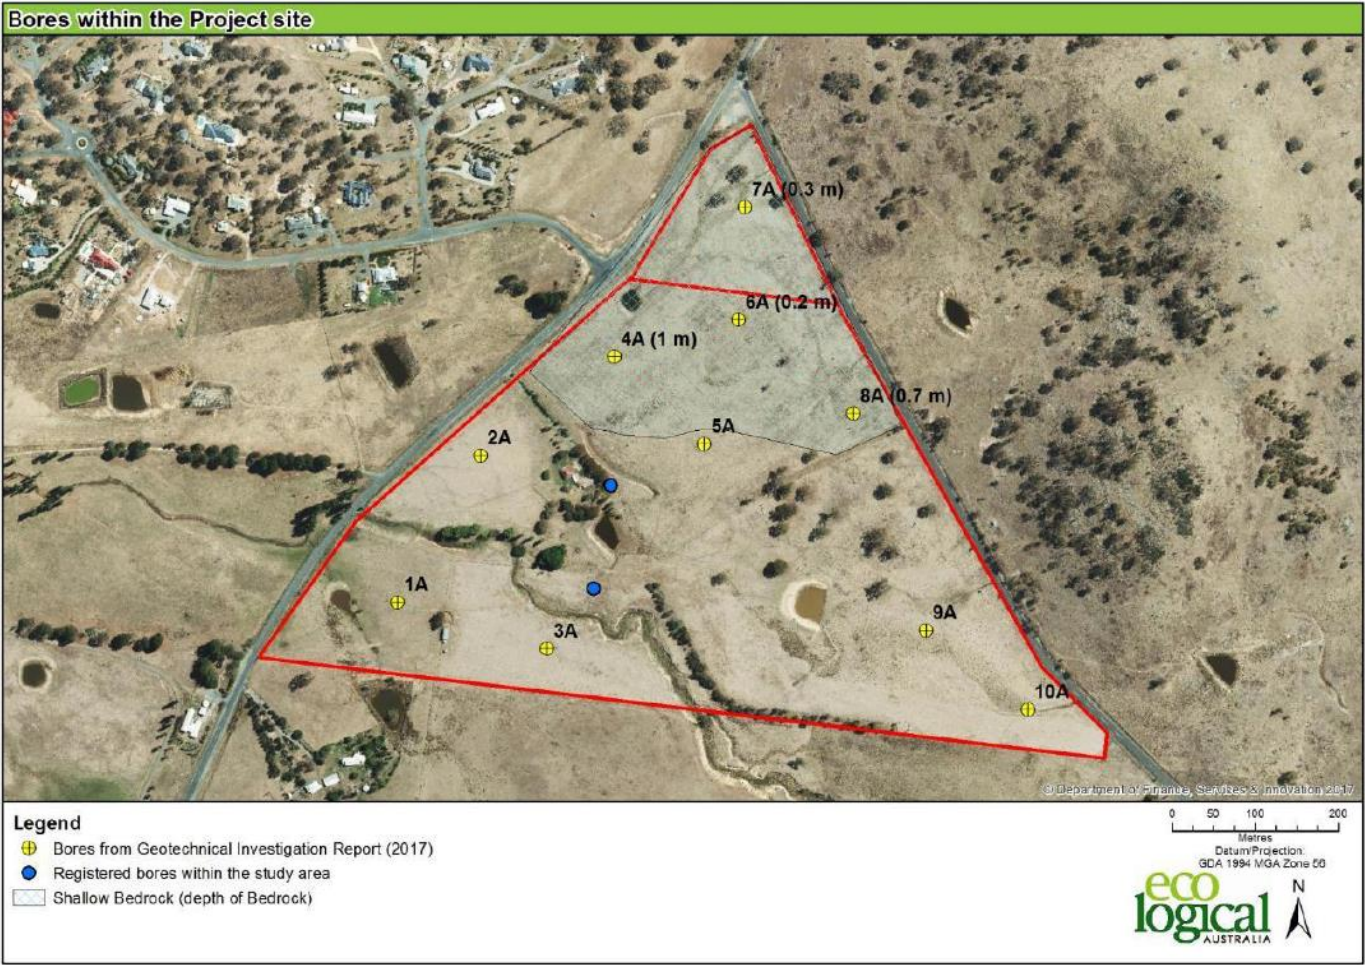 Bores within the Project site
7A (0.3 m)
6A (0.2 m)
4A (1 m)
8A (0.7 m)
5A
2A
1A
9A
3A
10A
© Department of Finance, Services & Innovation 2017
Legend
Bores from Geotechnical Investigation Report (2017)
Registered bores within the study area
Shallow Bedrock (depth of Bedrock)
0 50 100 200
Metres
Datum/Projection:
GDA 1994 MGA Zone 56
eco
logical
AUSTRALIA
N